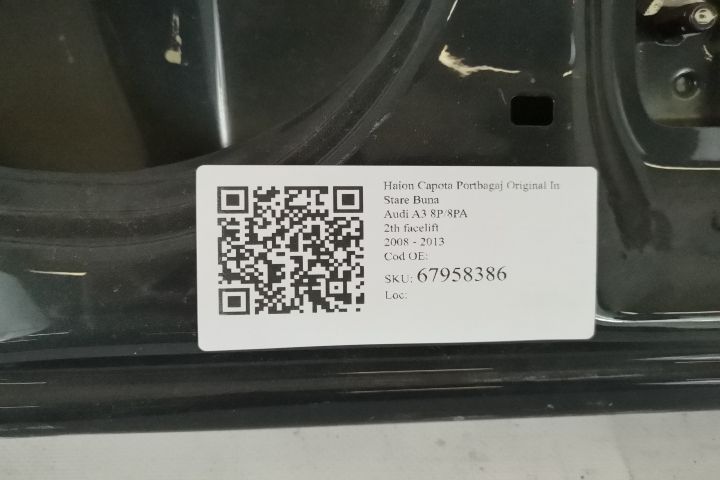 Haion Capota Portbagaj Original In
Stare Buna
Audi A3 8P/8PA
2th facelift
2008 - 2013
Cod OE:
SKU: 67958386
Loc: